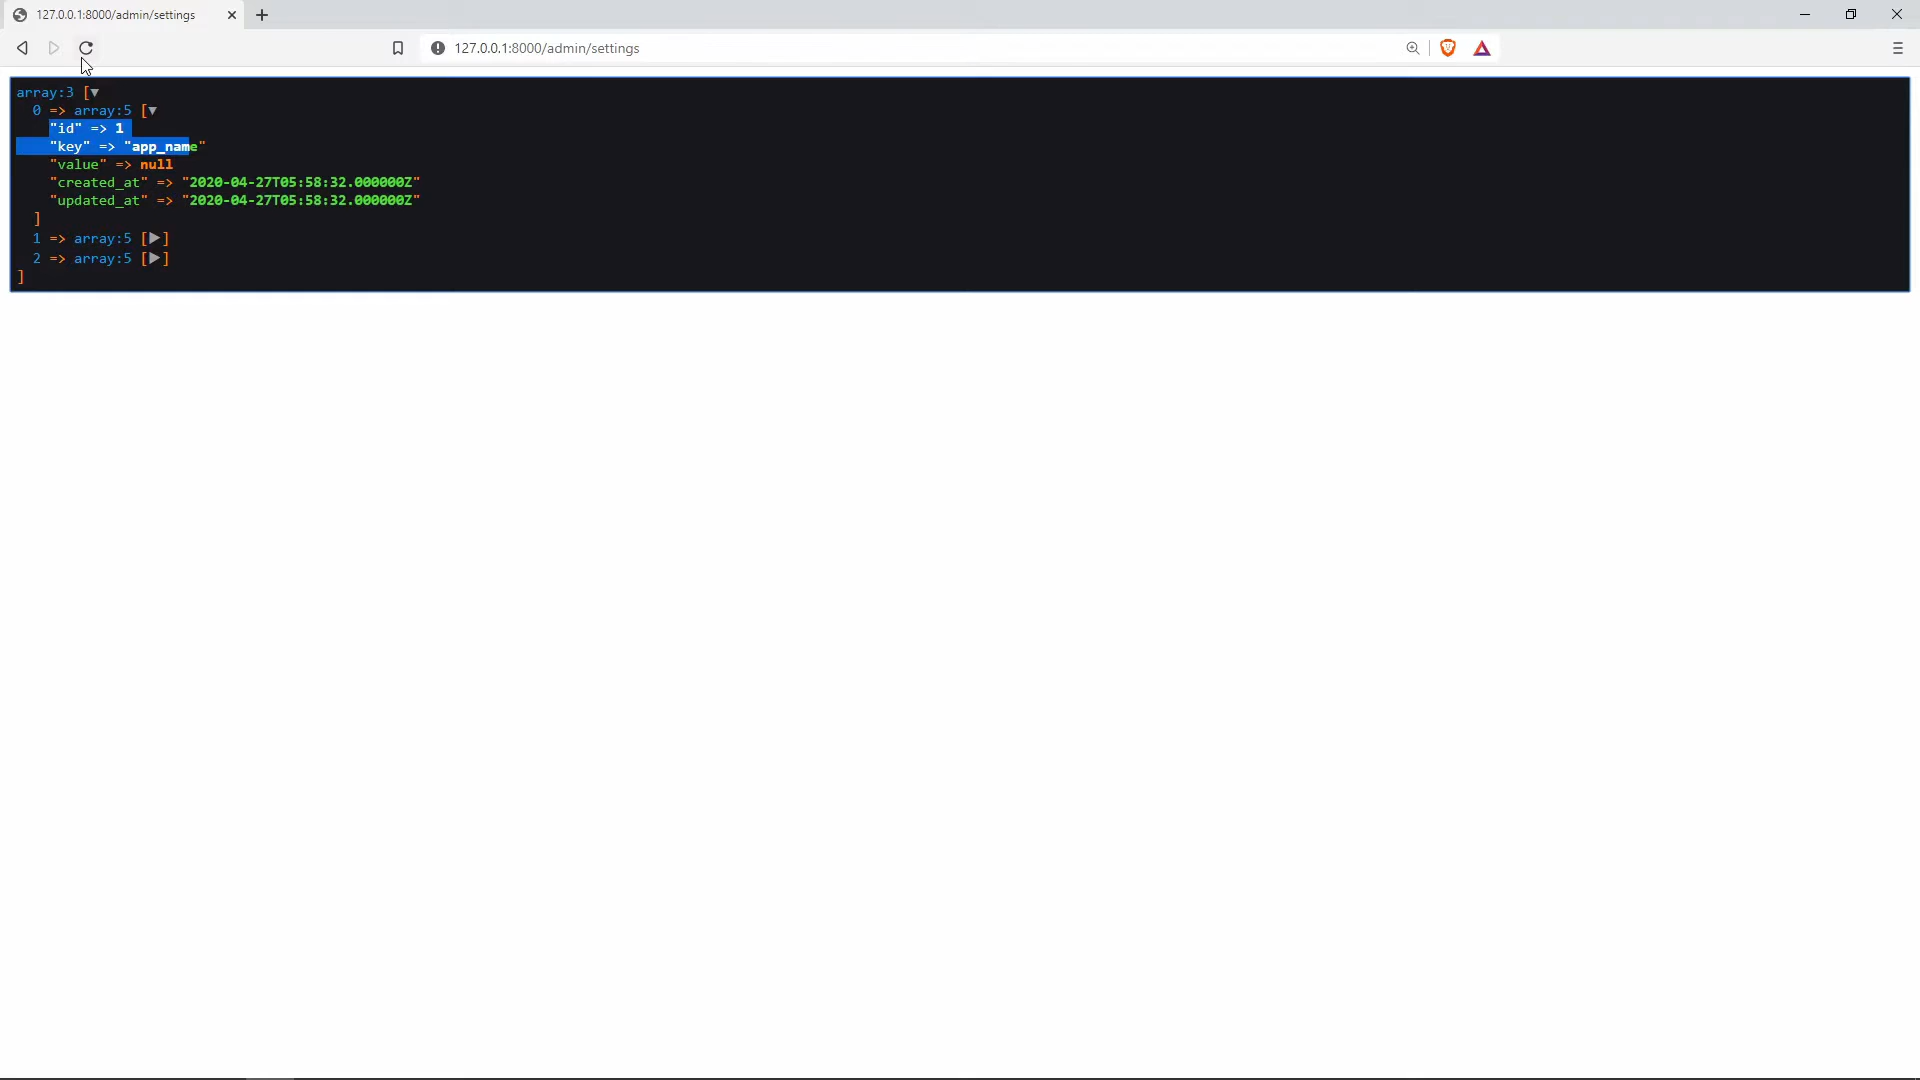 127.0.0.1:8000/admin/settings
127.0.0.1:8000/admin/settings
array:3 [▼
  0 => array:5 [▼
    "id" => 1
    "key" => "app_name"
    "value" => null
    "created_at" => "2020-04-27T05:58:32.000000Z"
    "updated_at" => "2020-04-27T05:58:32.000000Z"
  ]
  1 => array:5 [▶]
  2 => array:5 [▶]
]